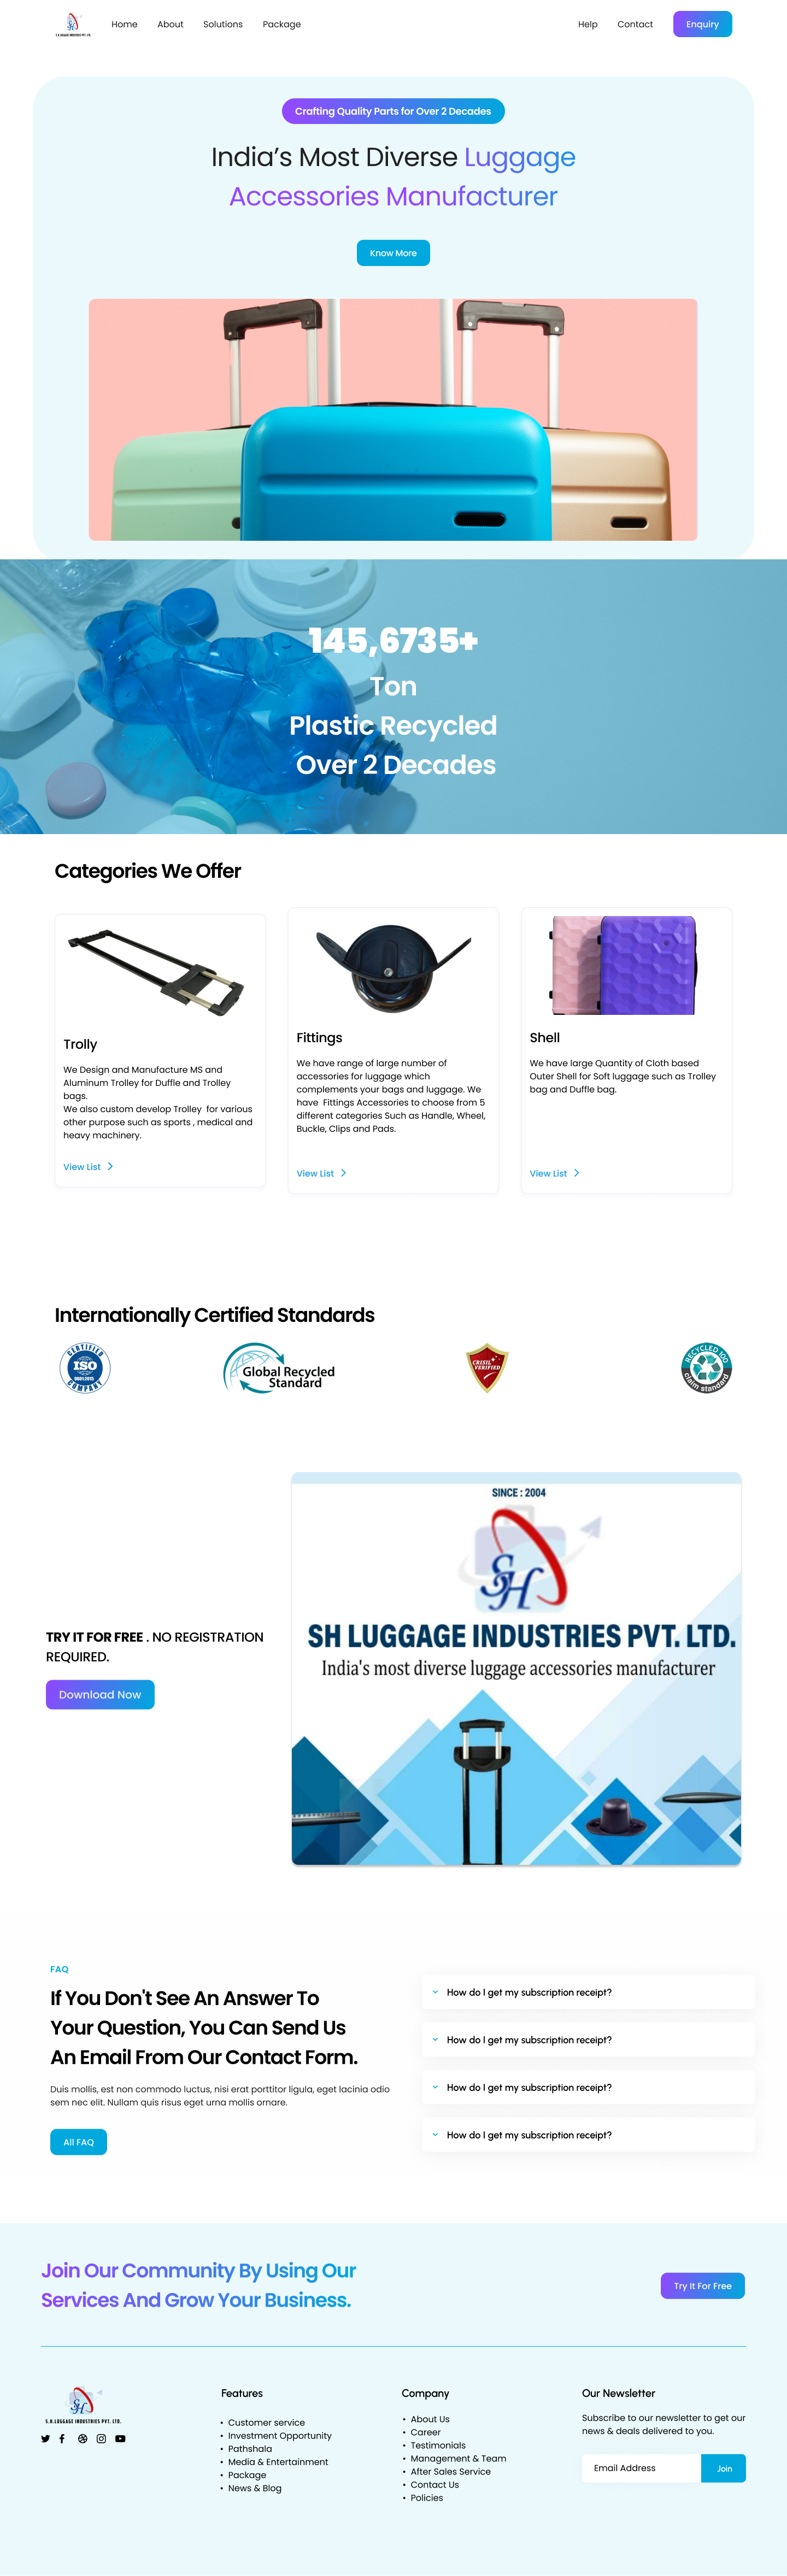 S.H.LUGGAGE INDUSTRIES PVT. LTD.
Home
About
Solutions
Package
Help
Contact
Enquiry
Crafting Quality Parts for Over 2 Decades
India’s Most Diverse Luggage
Accessories Manufacturer
Know More
145,6735+
Ton
Plastic Recycled
Over 2 Decades
Categories We Offer
Trolly
We Design and Manufacture MS and
Aluminum Trolley for Duffle and Trolley
bags.
We also custom develop Trolley  for various
other purpose such as sports , medical and
heavy machinery.
View List
Fittings
We have range of large number of
accessories for luggage which
complements your bags and luggage. We
have  Fittings Accessories to choose from 5
different categories Such as Handle, Wheel,
Buckle, Clips and Pads.
View List
Shell
We have large Quantity of Cloth based
Outer Shell for Soft luggage such as Trolley
bag and Duffle bag.
View List
Internationally Certified Standards
CERTIFIED
ISO
9001:2015
COMPANY
Global Recycled
Standard
CRISIL
VERIFIED
RECYCLED 100
claim standard
SINCE : 2004
SH
SH LUGGAGE INDUSTRIES PVT. LTD.
India's most diverse luggage accessories manufacturer
TRY IT FOR FREE . NO REGISTRATION
REQUIRED.
Download Now
FAQ
If You Don't See An Answer To
Your Question, You Can Send Us
An Email From Our Contact Form.
Duis mollis, est non commodo luctus, nisi erat porttitor ligula, eget lacinia odio
sem nec elit. Nullam quis risus eget urna mollis ornare.
All FAQ
How do I get my subscription receipt?
How do I get my subscription receipt?
How do I get my subscription receipt?
How do I get my subscription receipt?
Join Our Community By Using Our
Services And Grow Your Business.
Try It For Free
SH
S.H.LUGGAGE INDUSTRIES PVT. LTD.
Features
• Customer service
• Investment Opportunity
• Pathshala
• Media & Entertainment
• Package
• News & Blog
Company
• About Us
• Career
• Testimonials
• Management & Team
• After Sales Service
• Contact Us
• Policies
Our Newsletter
Subscribe to our newsletter to get our
news & deals delivered to you.
Email Address
Join